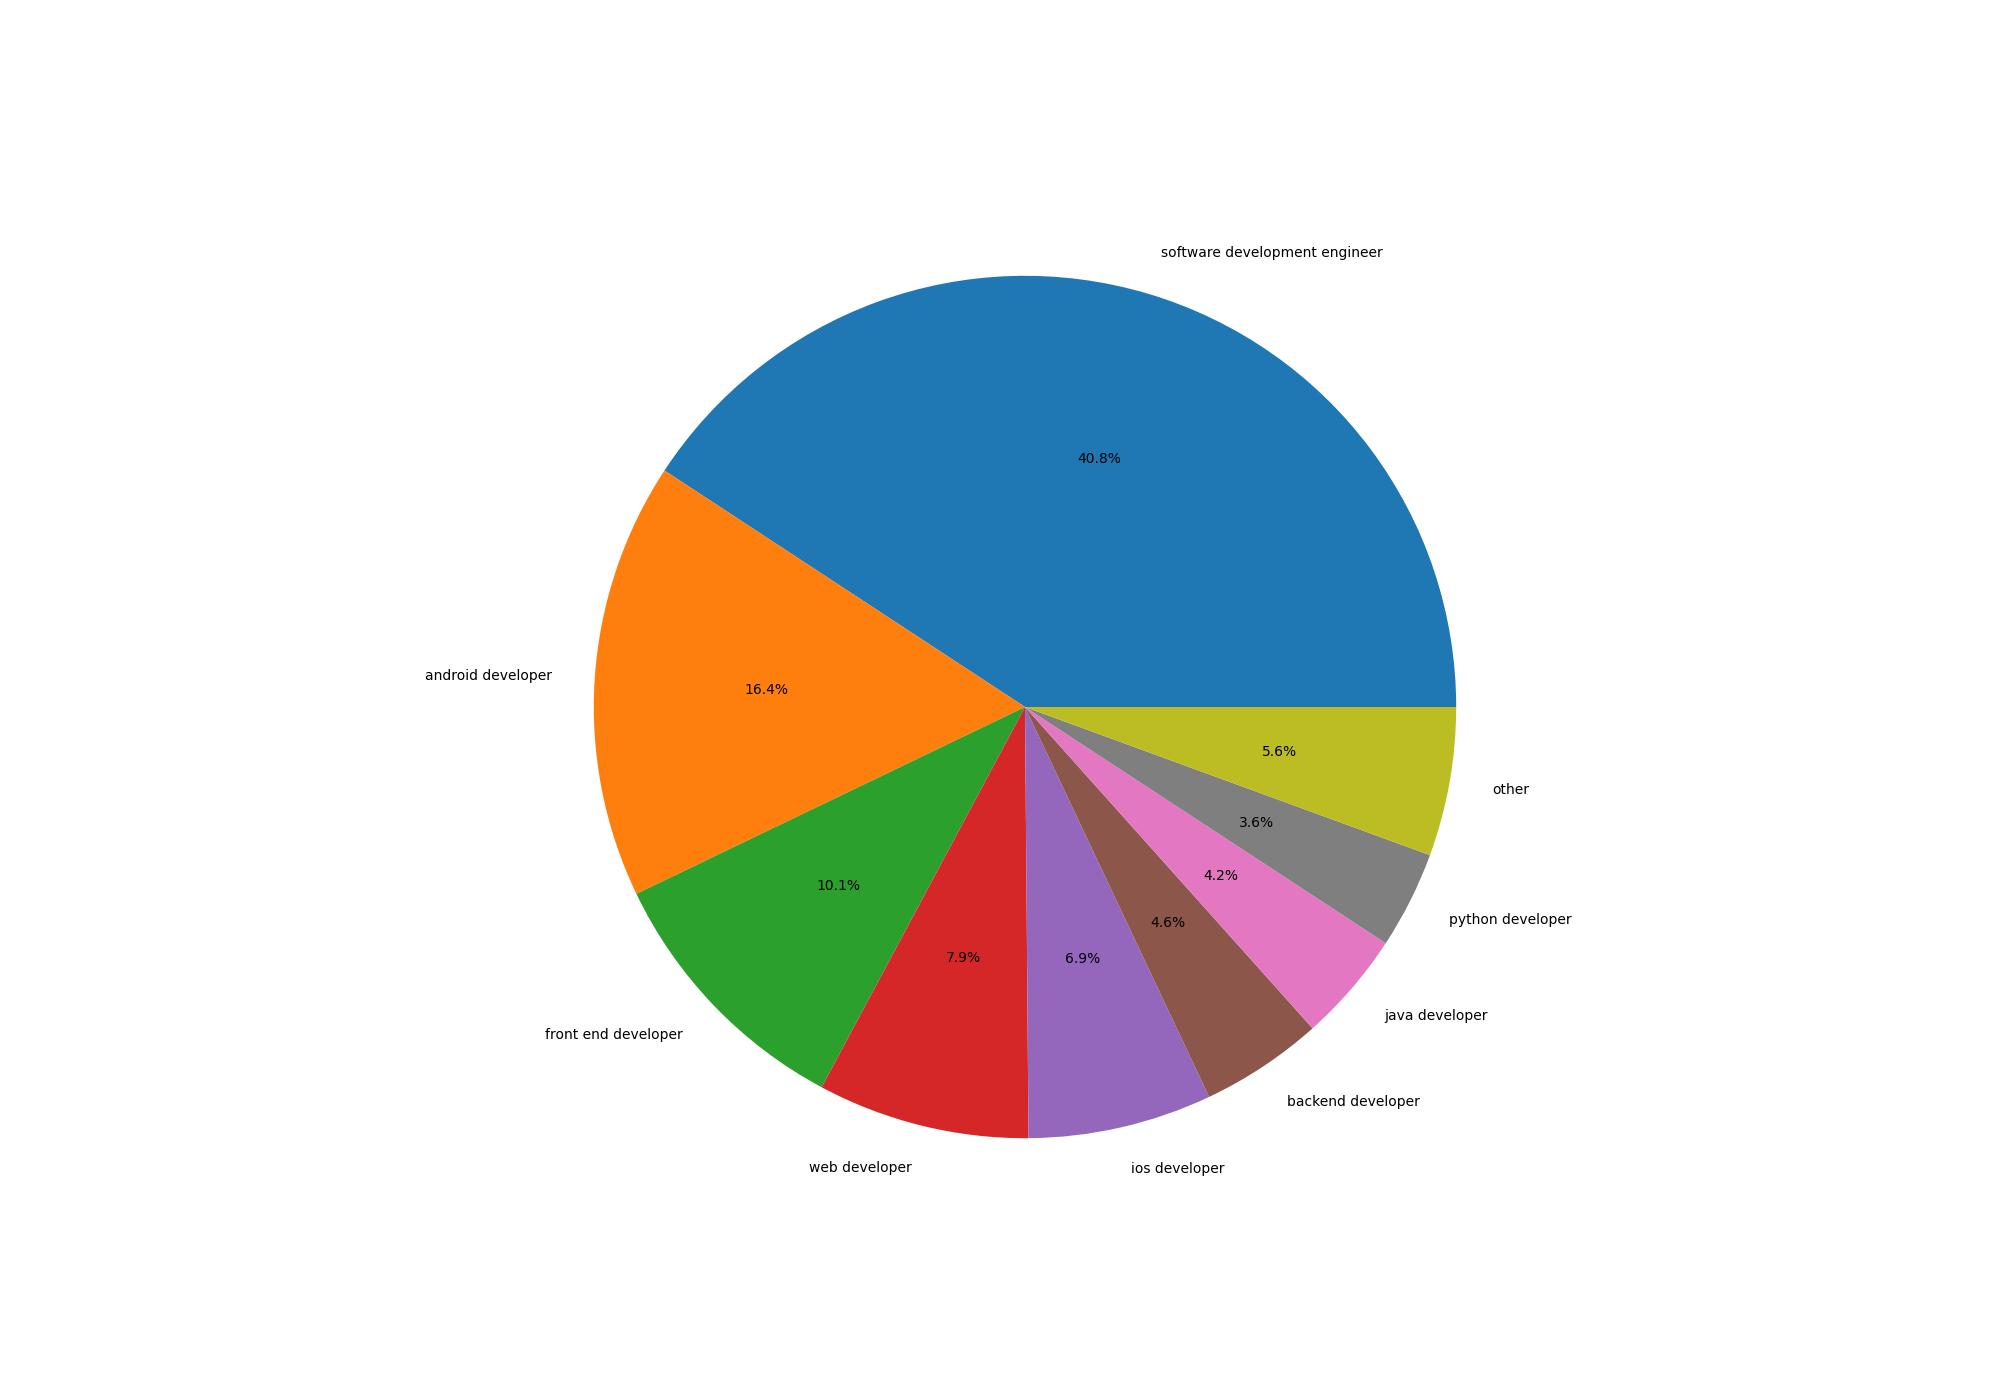 software development engineer
40.8%
android developer
16.4%
5.6%
other
3.6%
python developer
4.2%
10.1%
4.6%
7.9%
6.9%
java developer
front end developer
backend developer
web developer
ios developer